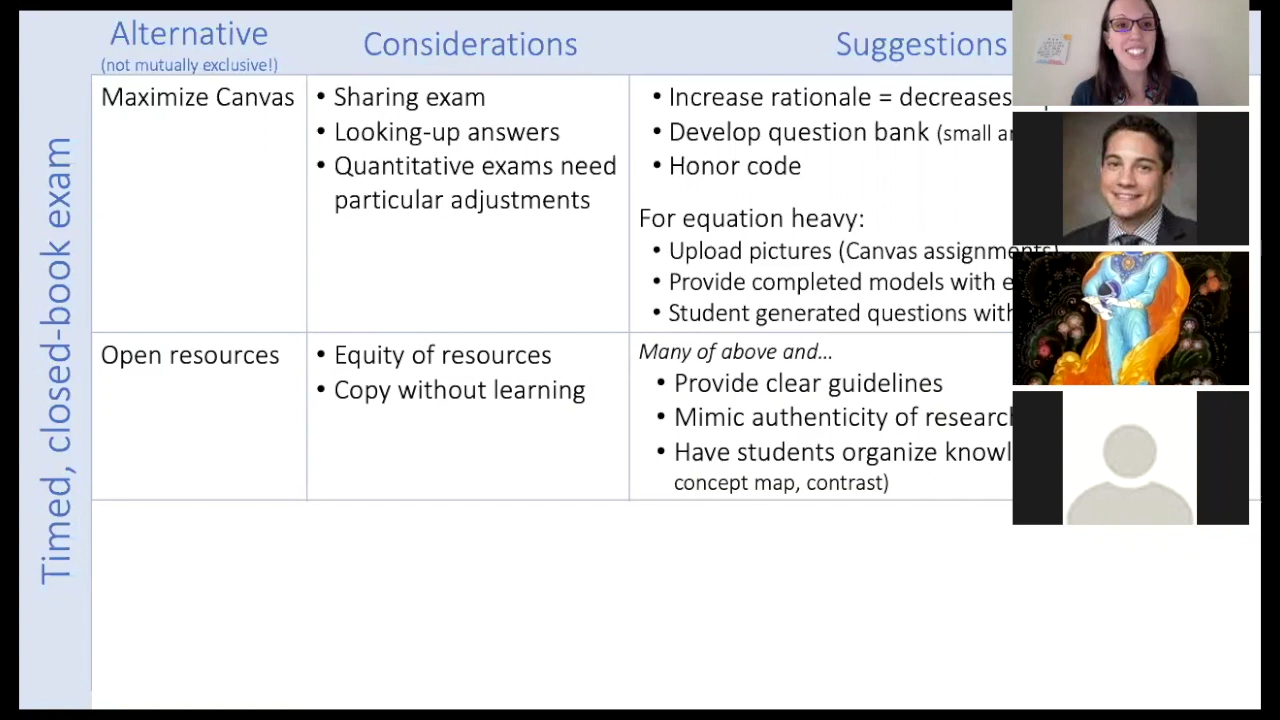 Alternative
(not mutually exclusive!)
Considerations
Suggestions
Timed, closed-book exam
Maximize Canvas
• Sharing exam
• Looking-up answers
• Quantitative exams need
particular adjustments
• Increase rationale = decreases
• Develop question bank (small
• Honor code
For equation heavy:
• Upload pictures (Canvas assignments)
• Provide completed models with
• Student generated questions with
Open resources
• Equity of resources
• Copy without learning
Many of above and...
• Provide clear guidelines
• Mimic authenticity of research
• Have students organize
concept map, contrast)